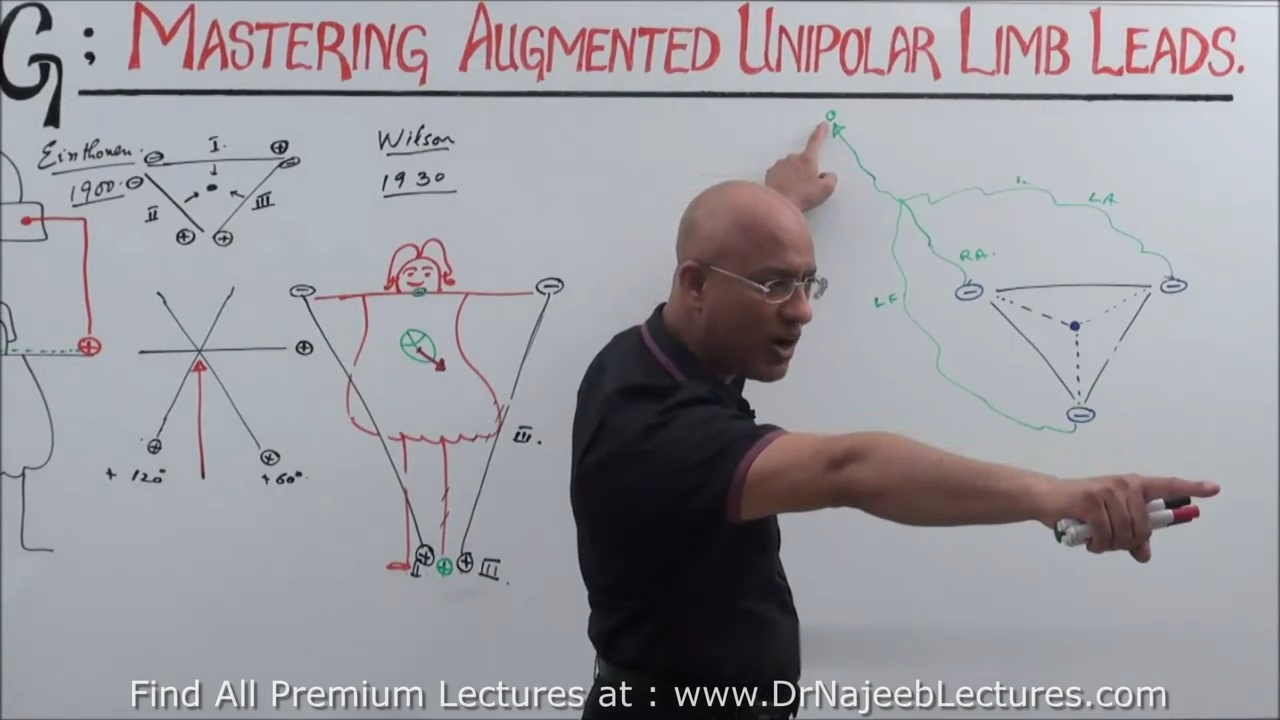 G; MASTERING AUGMENTED UNIPOLAR LIMB LEADS.
Einthoven.
1900.
I.
II
III
Wilson
1930
LA
RA.
LF
III.
+ 120°
+ 60°.
III.
Find All Premium Lectures at : www.DrNajeebLectures.com